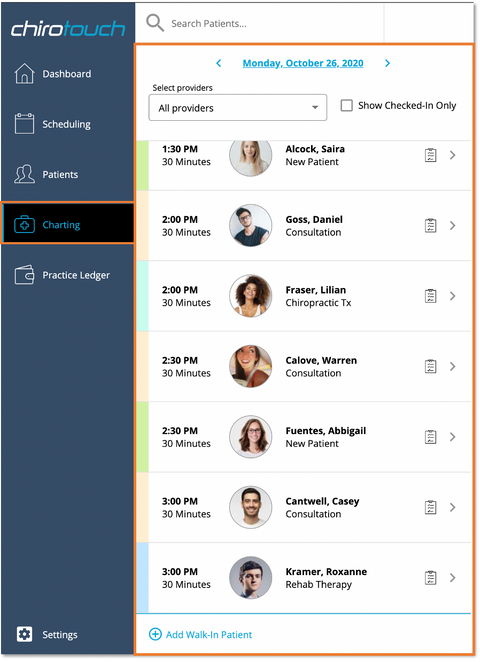 chirotouch
Search Patients...
Dashboard
Scheduling
Patients
Charting
Practice Ledger
Settings
Monday, October 26, 2020
Select providers
All providers
Show Checked-In Only
1:30 PM
30 Minutes
Alcock, Saira
New Patient
2:00 PM
30 Minutes
Goss, Daniel
Consultation
2:00 PM
30 Minutes
Fraser, Lilian
Chiropractic Tx
2:30 PM
30 Minutes
Calove, Warren
Consultation
2:30 PM
30 Minutes
Fuentes, Abbigail
New Patient
3:00 PM
30 Minutes
Cantwell, Casey
Consultation
3:00 PM
30 Minutes
Kramer, Roxanne
Rehab Therapy
Add Walk-In Patient